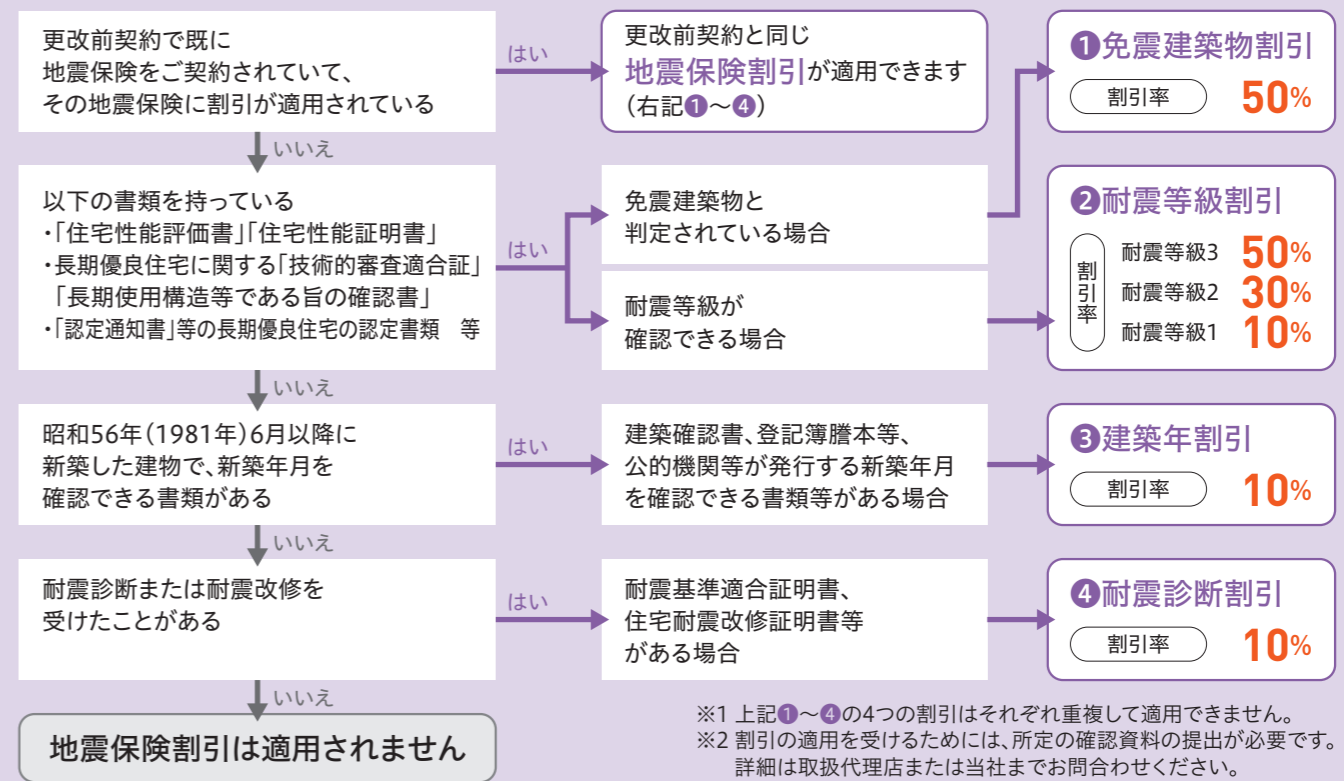 更改前契約で既に
地震保険をご契約されていて、
その地震保険に割引が適用されている
はい
更改前契約と同じ
地震保険割引が適用できます
(右記❶〜❹)
❶免震建築物割引
割引率 50%
いいえ
以下の書類を持っている
・「住宅性能評価書」「住宅性能証明書」
・長期優良住宅に関する「技術的審査適合証」
「長期使用構造等である旨の確認書」
・「認定通知書」等の長期優良住宅の認定書類 等
はい
免震建築物と
判定されている場合
耐震等級が
確認できる場合
❷耐震等級割引
割引率
耐震等級3 50%
耐震等級2 30%
耐震等級1 10%
いいえ
昭和56年(1981年)6月以降に
新築した建物で、新築年月を
確認できる書類がある
はい
建築確認書、登記簿謄本等、
公的機関等が発行する新築年月
を確認できる書類等がある場合
❸建築年割引
割引率 10%
いいえ
耐震診断または耐震改修を
受けたことがある
はい
耐震基準適合証明書、
住宅耐震改修証明書等
がある場合
❹耐震診断割引
割引率 10%
いいえ
地震保険割引は適用されません
※1 上記❶〜❹の4つの割引はそれぞれ重複して適用できません。
※2 割引の適用を受けるためには、所定の確認資料の提出が必要です。
詳細は取扱代理店または当社までお問合わせください。